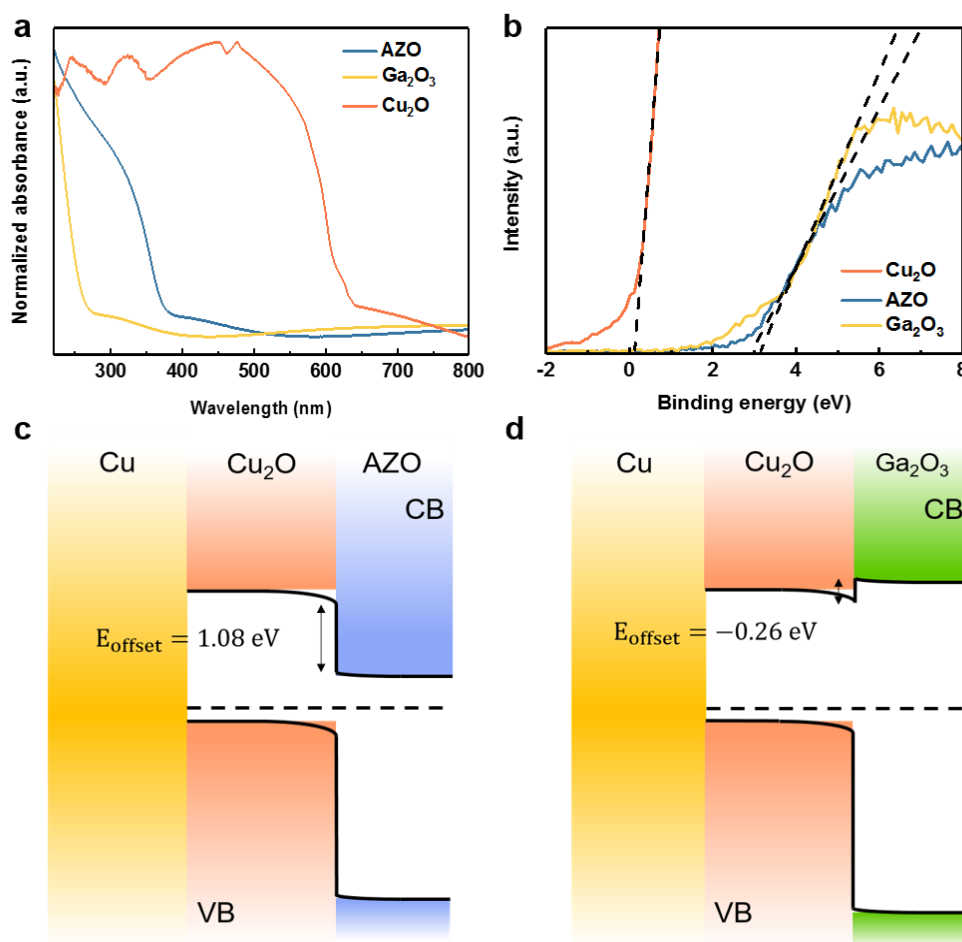 a
AZO
Ga₂O₃
Cu₂O
Normalized absorbance (a.u.)
300 400 500 600 700 800
Wavelength (nm)
b
Intensity (a.u.)
Cu₂O
AZO
Ga₂O₃
-2 0 2 4 6 8
Binding energy (eV)
c
Cu Cu₂O AZO
CB
E_offset = 1.08 eV
VB
d
Cu Cu₂O Ga₂O₃
CB
E_offset = −0.26 eV
VB